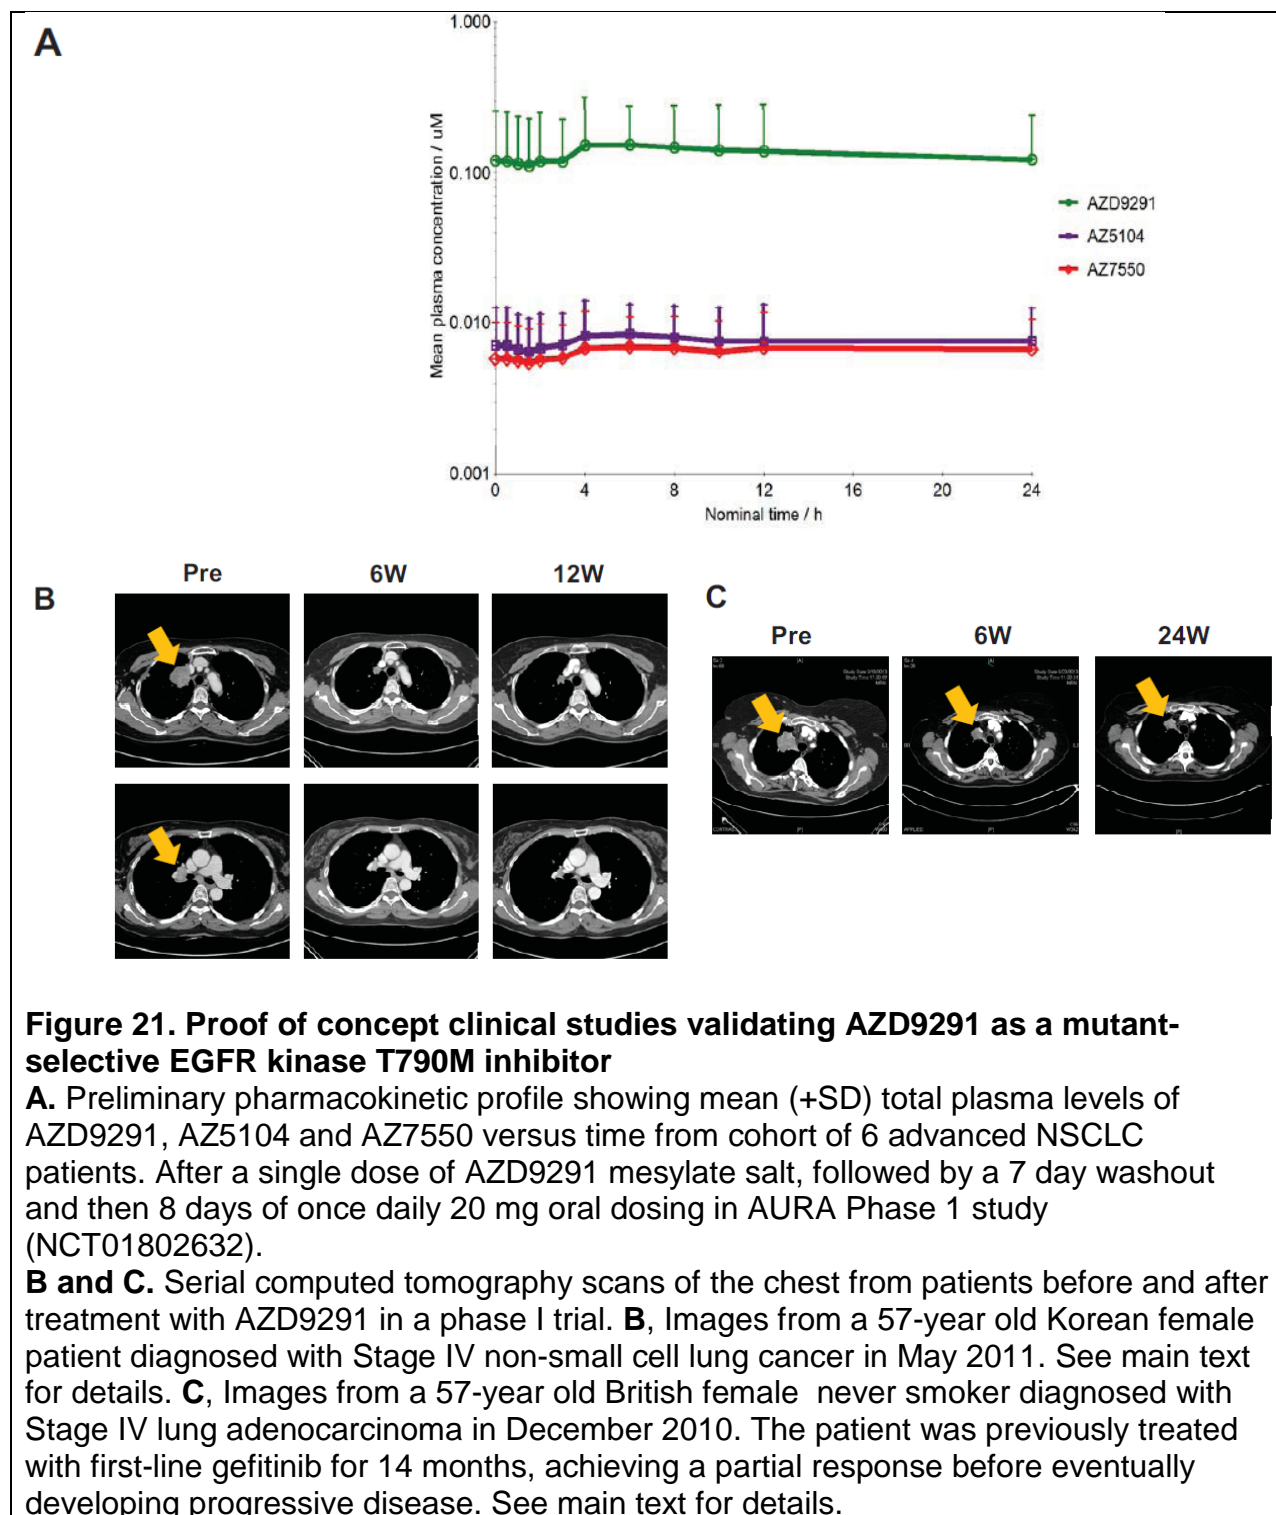 A
1.000
0.100
0.010
0.001
Mean plasma concentration / uM
0 4 8 12 16 20 24
Nominal time / h
AZD9291
AZ5104
AZ7550
B
Pre 6W 12W
C
Pre 6W 24W
Figure 21. Proof of concept clinical studies validating AZD9291 as a mutant-
selective EGFR kinase T790M inhibitor
A. Preliminary pharmacokinetic profile showing mean (+SD) total plasma levels of
AZD9291, AZ5104 and AZ7550 versus time from cohort of 6 advanced NSCLC
patients. After a single dose of AZD9291 mesylate salt, followed by a 7 day washout
and then 8 days of once daily 20 mg oral dosing in AURA Phase 1 study
(NCT01802632).
B and C. Serial computed tomography scans of the chest from patients before and after
treatment with AZD9291 in a phase I trial. B, Images from a 57-year old Korean female
patient diagnosed with Stage IV non-small cell lung cancer in May 2011. See main text
for details. C, Images from a 57-year old British female never smoker diagnosed with
Stage IV lung adenocarcinoma in December 2010. The patient was previously treated
with first-line gefitinib for 14 months, achieving a partial response before eventually
developing progressive disease. See main text for details.